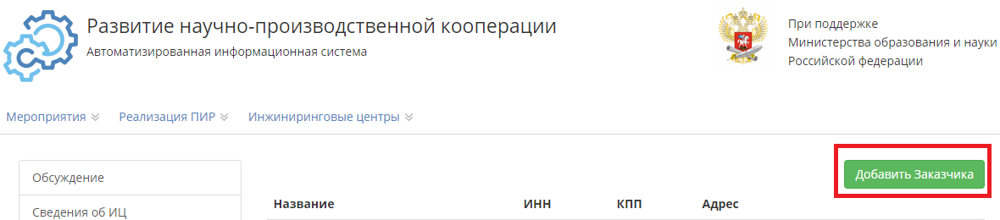 Развитие научно-производственной кооперации
Автоматизированная информационная система
При поддержке
Министерства образования и науки
Российской федерации
Мероприятия Реализация ПИР Инжиниринговые центры
Обсуждение
Сведения об ИЦ
Добавить Заказчика
Название ИНН КПП Адрес